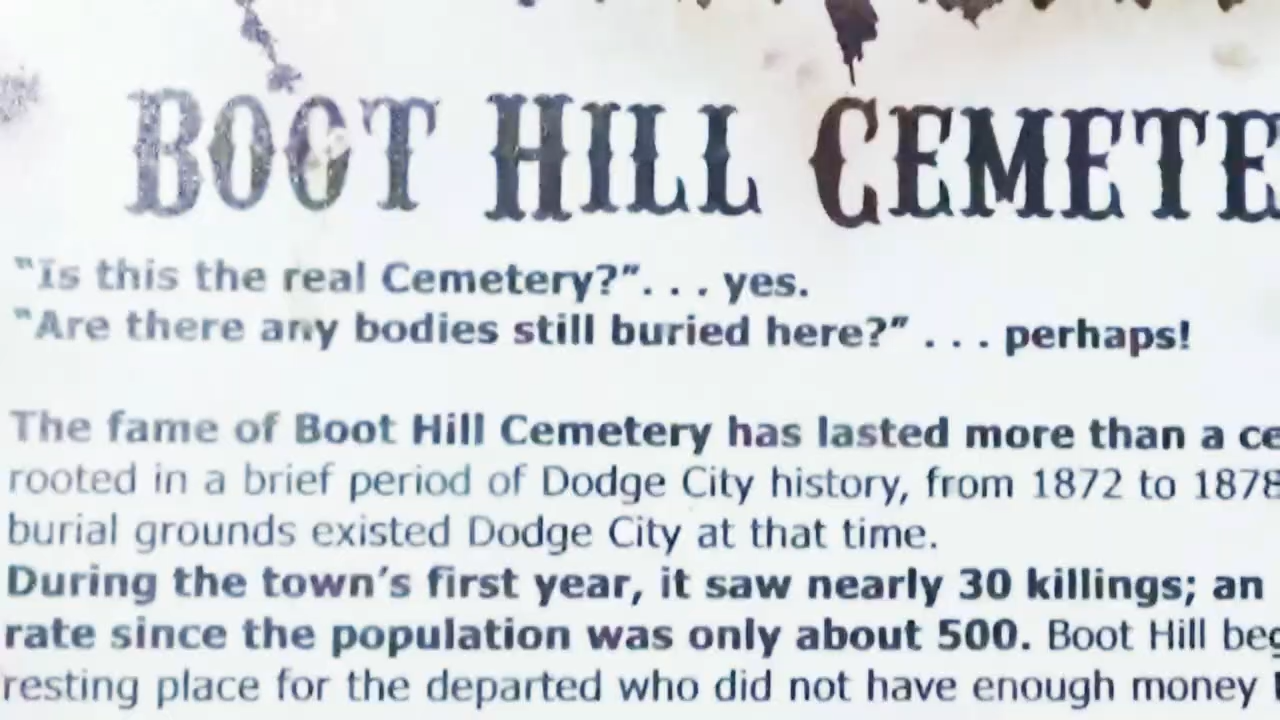 BOOT HILL CEMETE
"Is this the real Cemetery?". . . yes.
"Are there any bodies still buried here?" . . . perhaps!
The fame of Boot Hill Cemetery has lasted more than a ce
rooted in a brief period of Dodge City history, from 1872 to 1878
burial grounds existed Dodge City at that time.
During the town's first year, it saw nearly 30 killings; an
rate since the population was only about 500. Boot Hill beg
resting place for the departed who did not have enough money